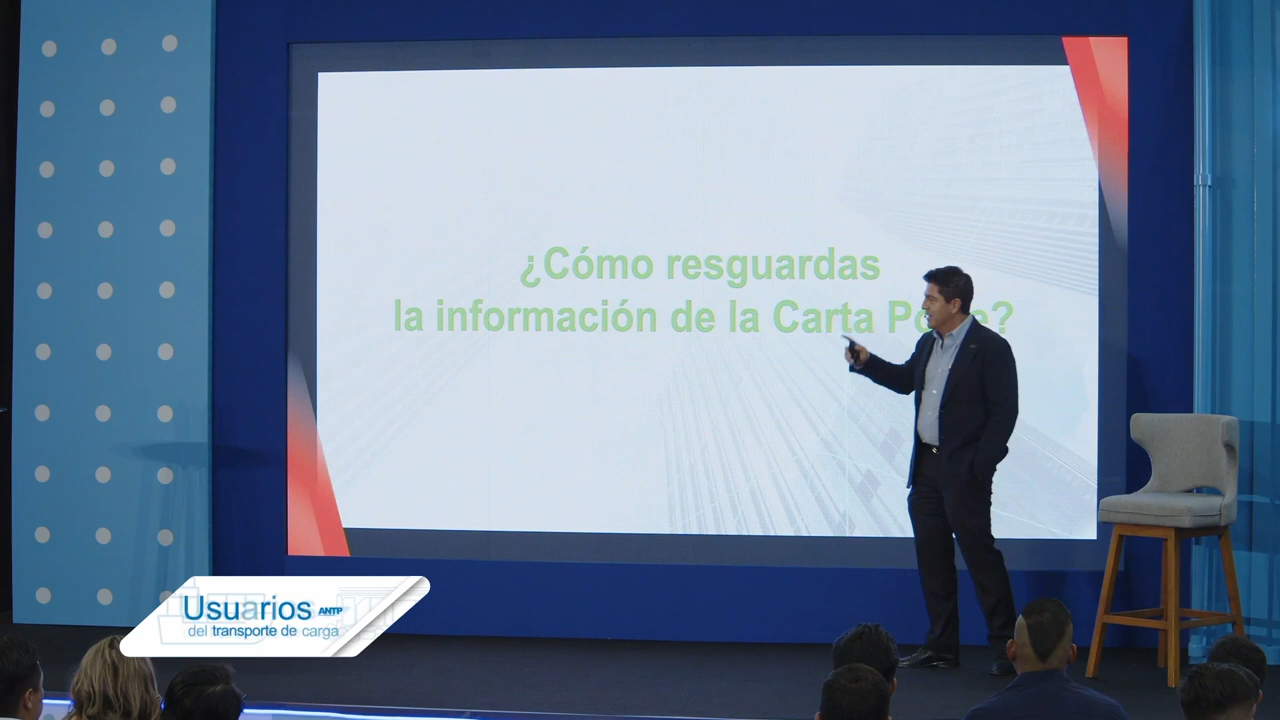 ¿Cómo resguardas
la información de la Carta
Usuarios ANTP
del transporte de carga